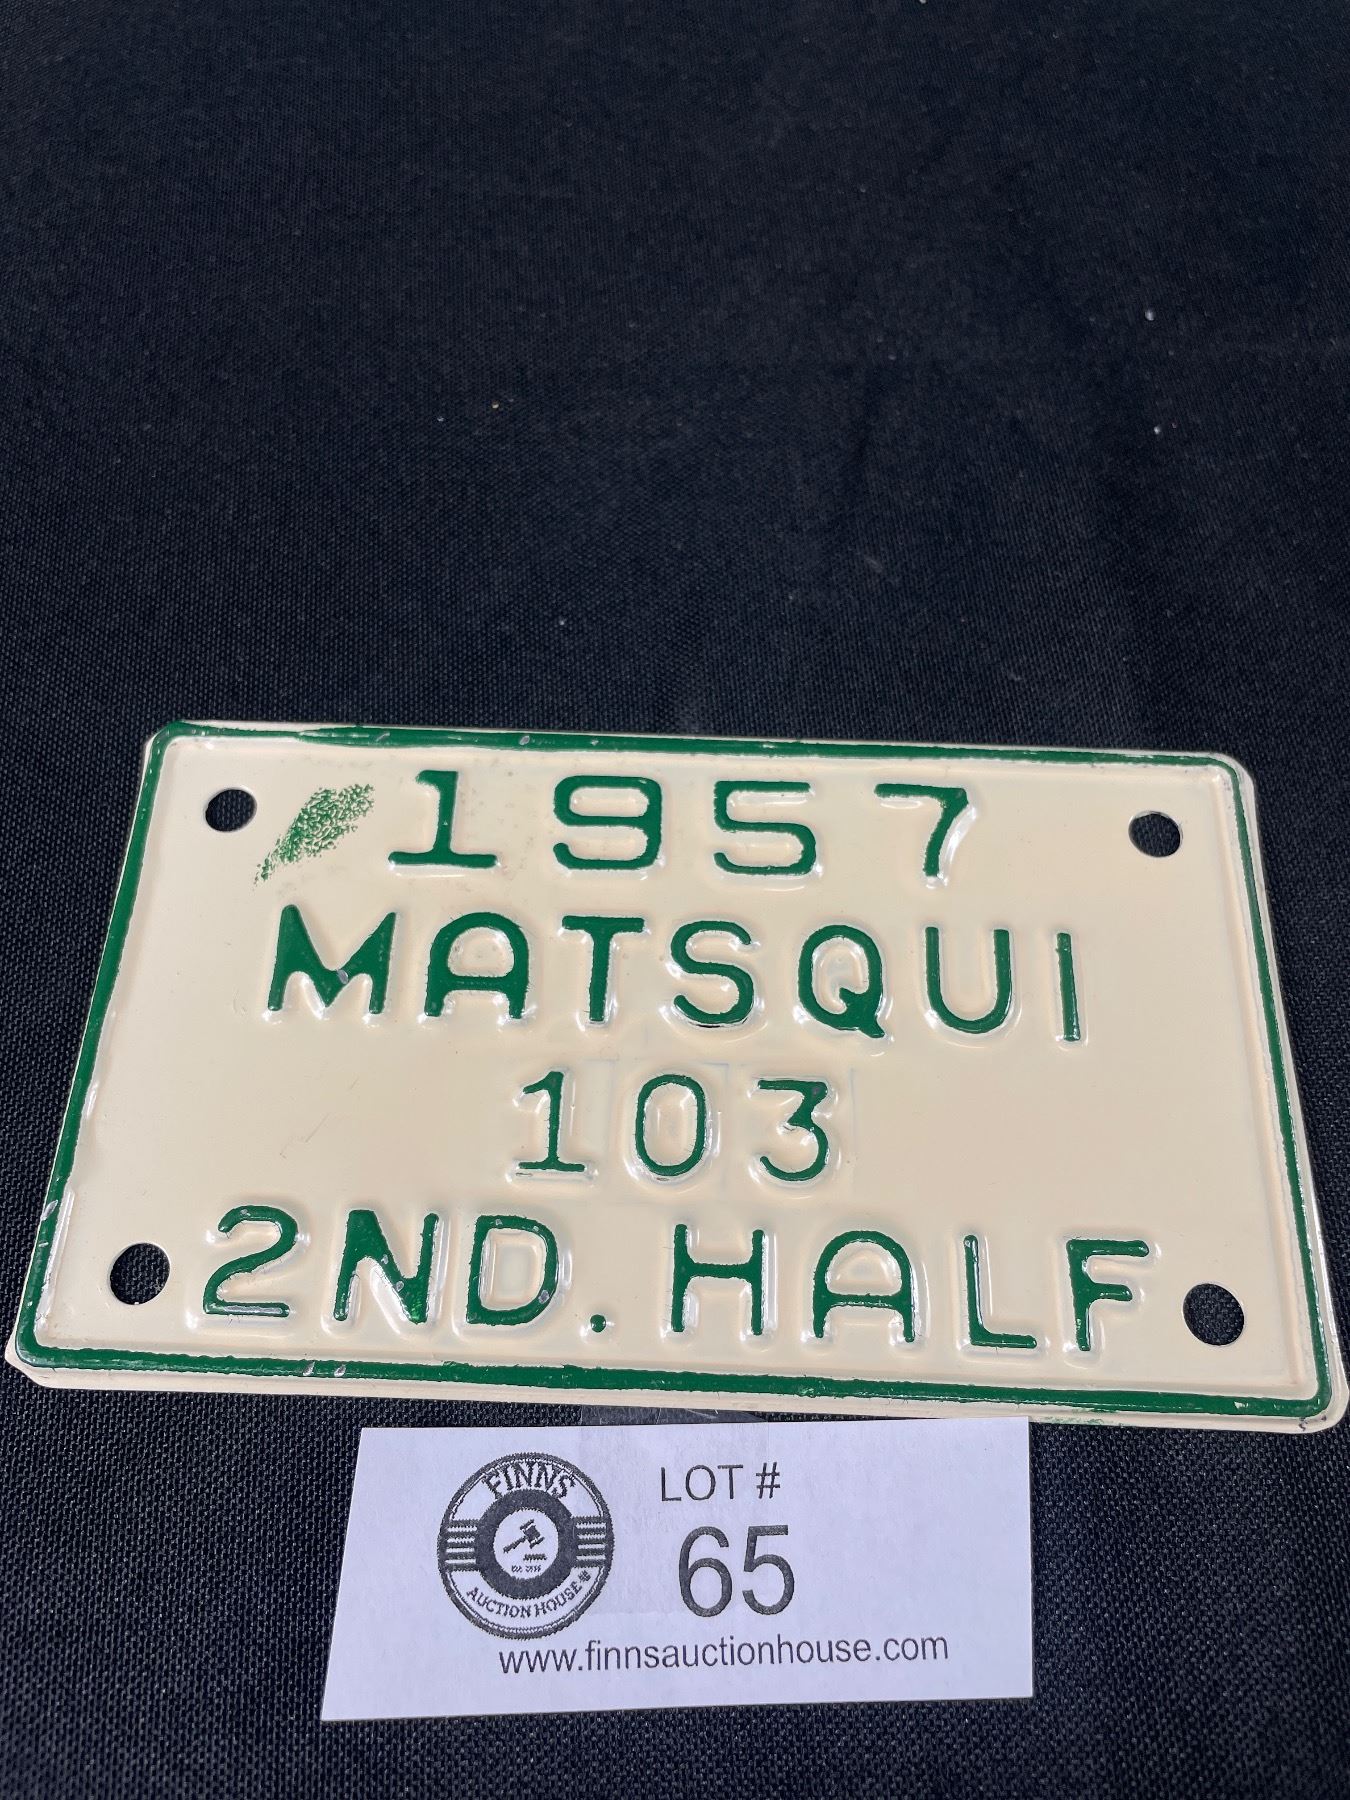 1957
MATSQUI
103
2ND. HALF
FINNS
AUCTION HOUSE
LOT #
65
www.finnsauctionhouse.com